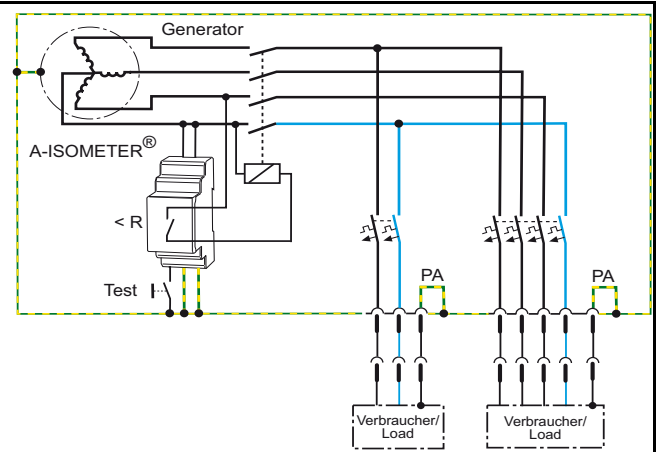 Generator
A-ISOMETER®
< R
Test
PA
PA
Verbraucher/
Load
Verbraucher/
Load